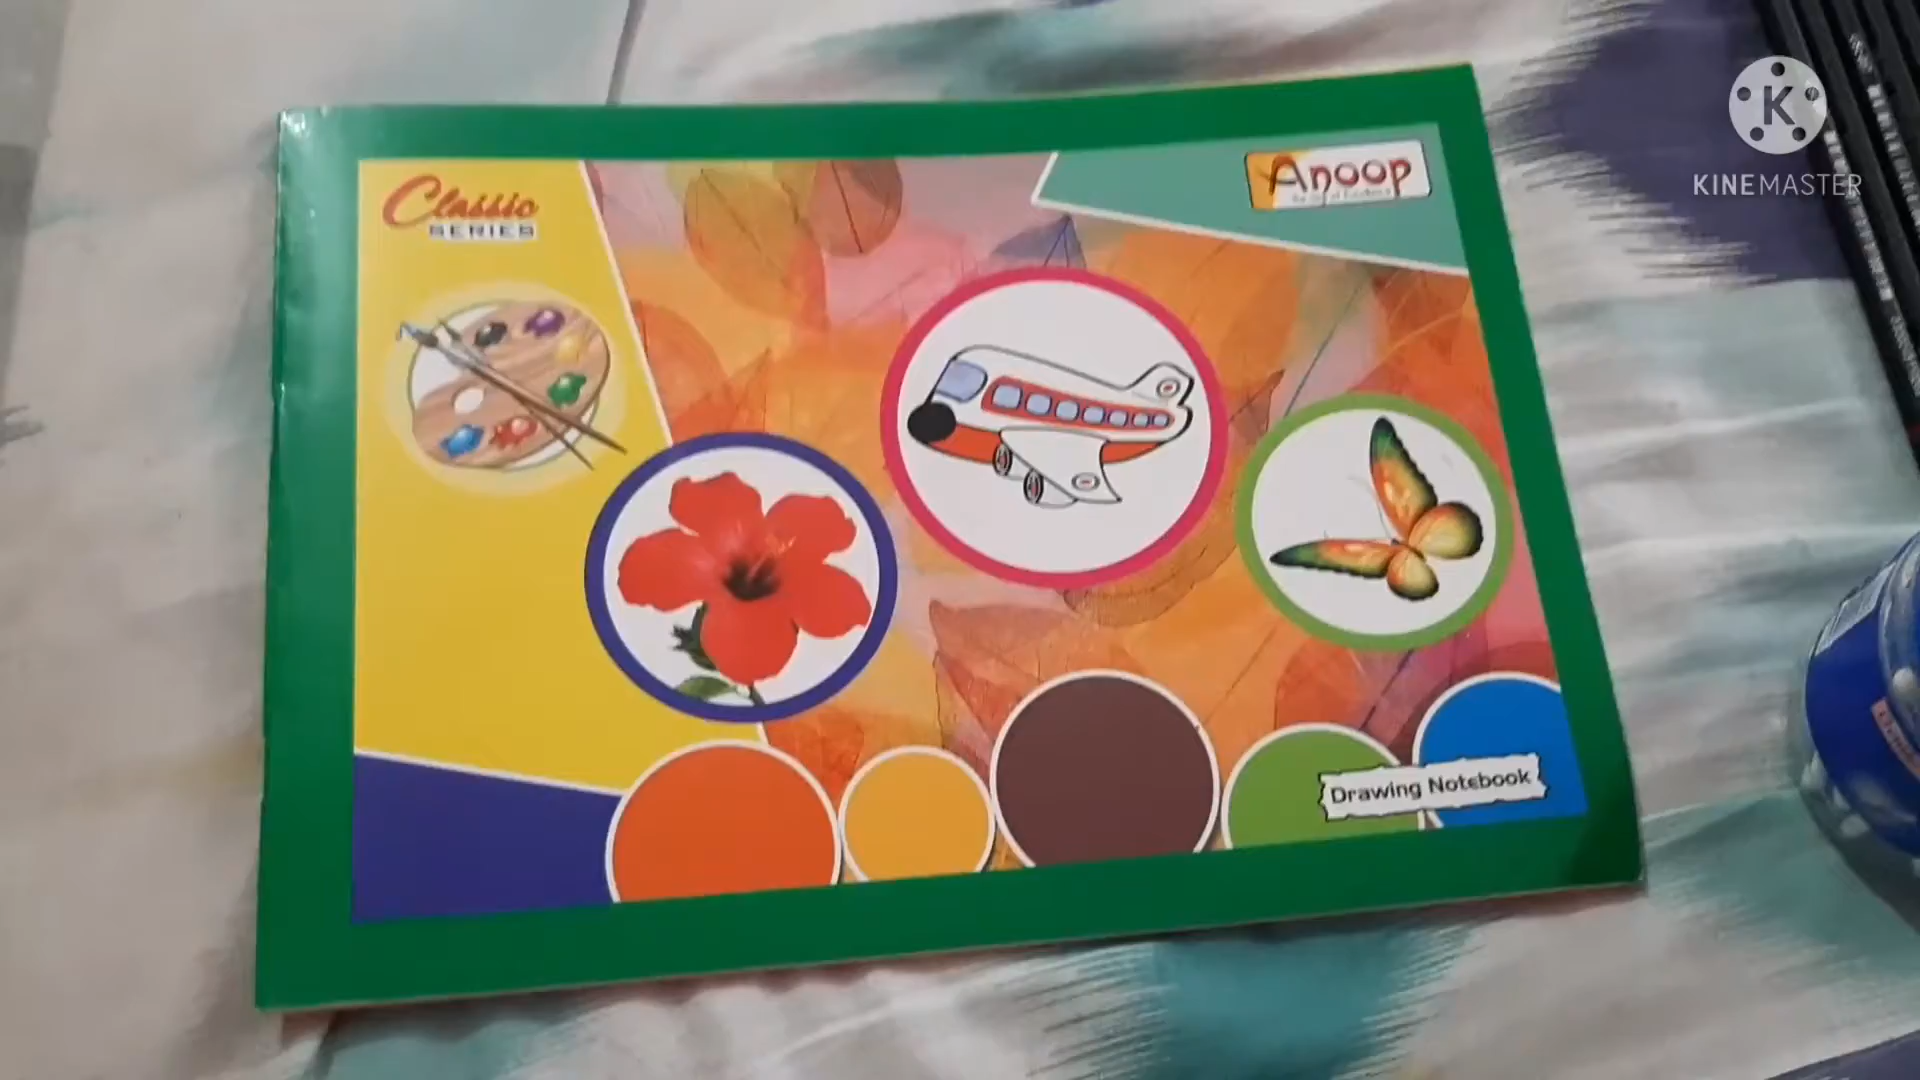 Classic
SERIES
Anoop
K
KINEMASTER
Drawing Notebook